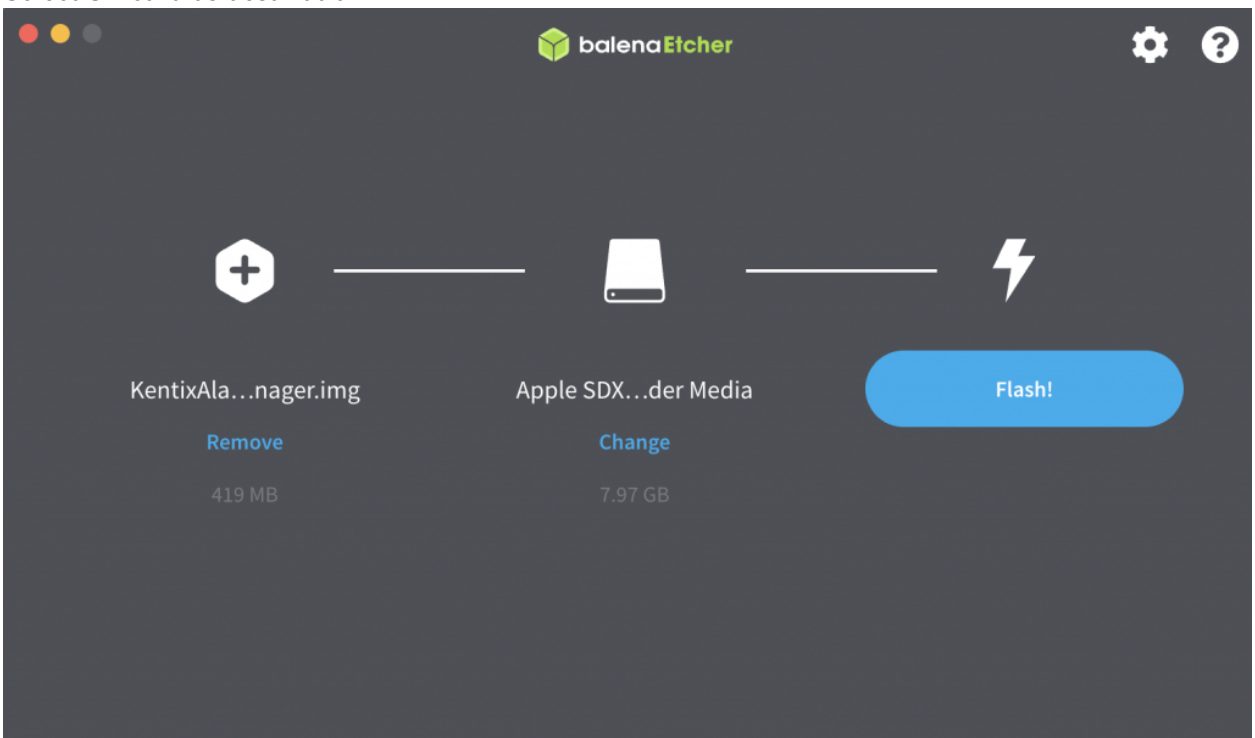 balenaEtcher
KentixAla...nager.img
Apple SDX...der Media
Flash!
Remove
Change
419 MB
7.97 GB